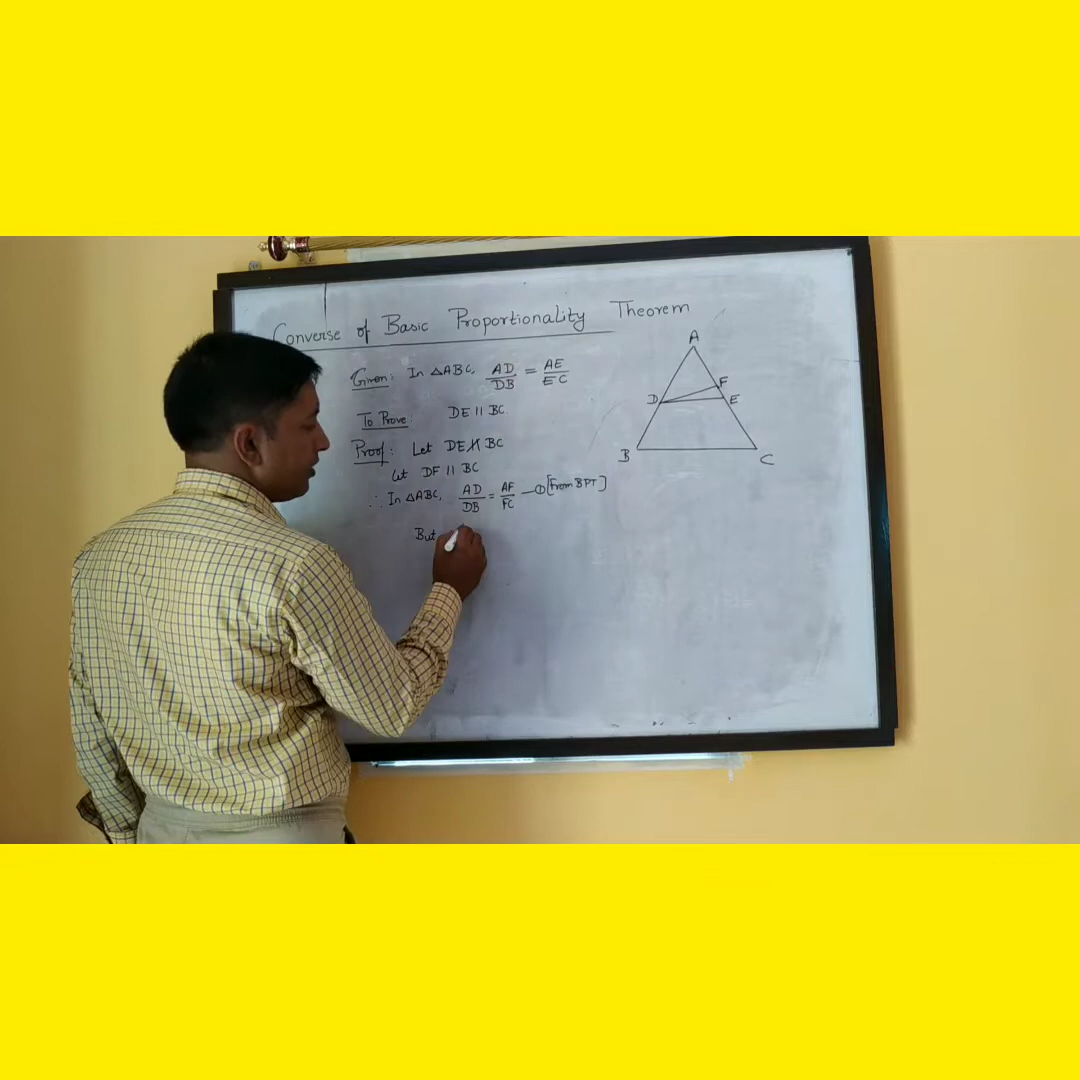 Converse of Basic Proportionality Theorem
Given: In △ABC, AD/DB = AE/EC
To Prove: DE || BC.
Proof: Let DE ∦ BC
Let DF || BC
∴ In △ABC, AD/DB = AF/FC —① [From BPT]
But
A
F
D
E
B
C